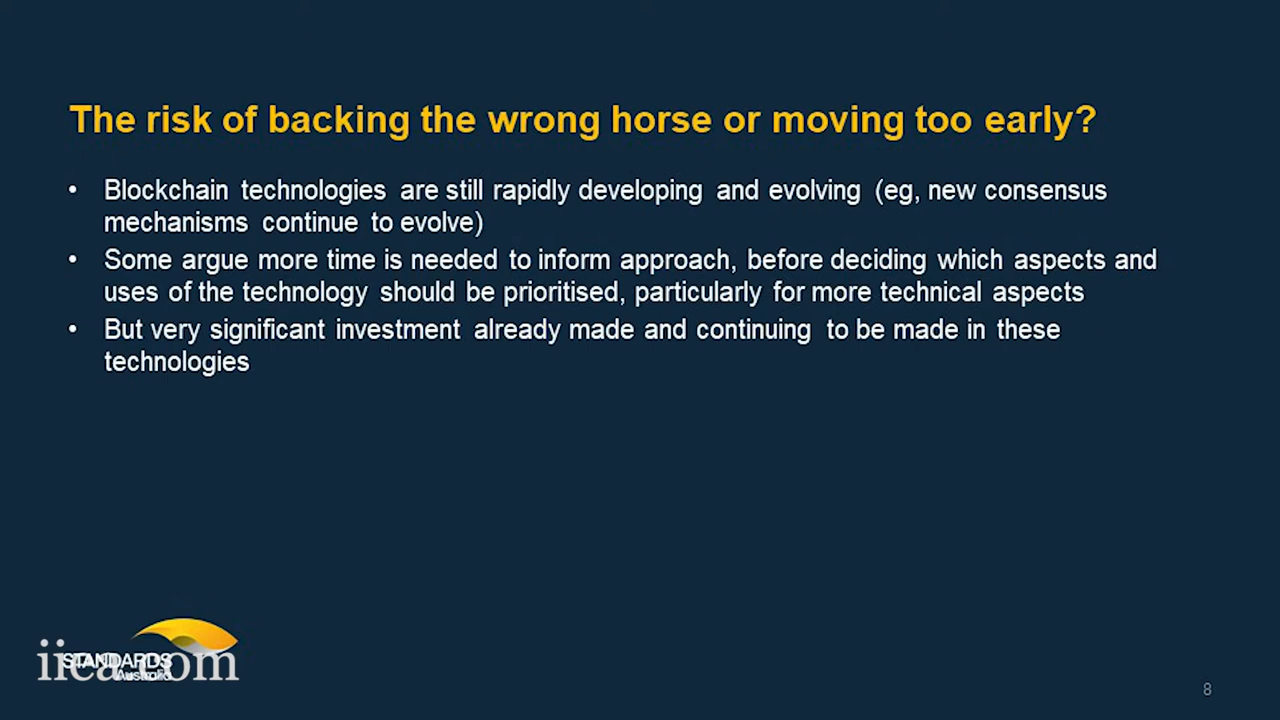 The risk of backing the wrong horse or moving too early?
• Blockchain technologies are still rapidly developing and evolving (eg, new consensus
mechanisms continue to evolve)
• Some argue more time is needed to inform approach, before deciding which aspects and
uses of the technology should be prioritised, particularly for more technical aspects
• But very significant investment already made and continuing to be made in these
technologies
iiea.com
STANDARDS
Australia
8